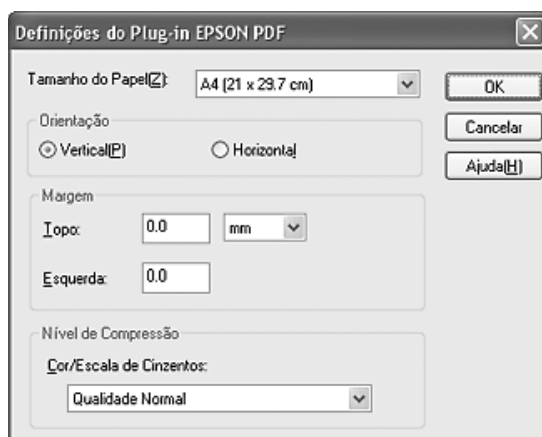 Definições do Plug-in EPSON PDF
Tamanho do Papel(Z): A4 (21 x 29.7 cm) OK
Orientação Cancelar
Vertical(P) Horizontal Ajuda(H)
Margem
Topo: 0.0 mm
Esquerda: 0.0
Nível de Compressão
Cor/Escala de Cinzentos:
Qualidade Normal